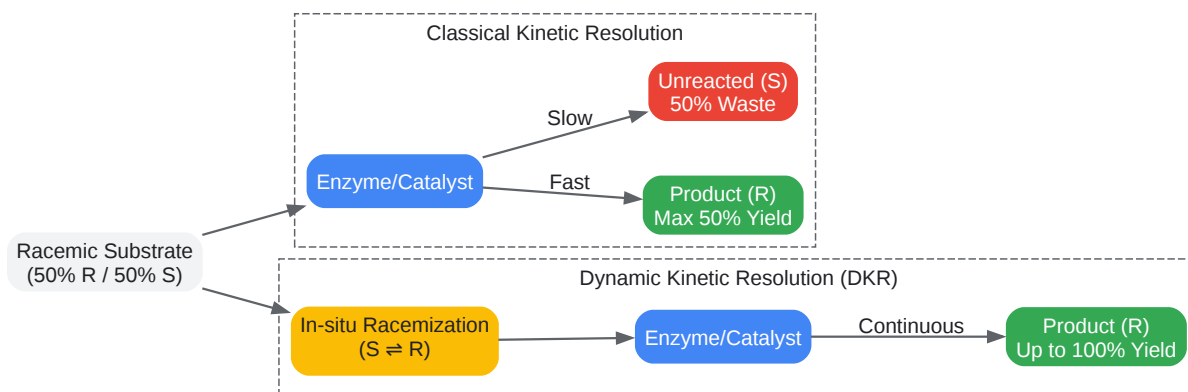 Classical Kinetic Resolution
Unreacted (S)
50% Waste
Slow
Enzyme/Catalyst
Fast
Product (R)
Max 50% Yield
Racemic Substrate
(50% R / 50% S)
Dynamic Kinetic Resolution (DKR)
In-situ Racemization
(S ⇌ R)
Enzyme/Catalyst
Continuous
Product (R)
Up to 100% Yield